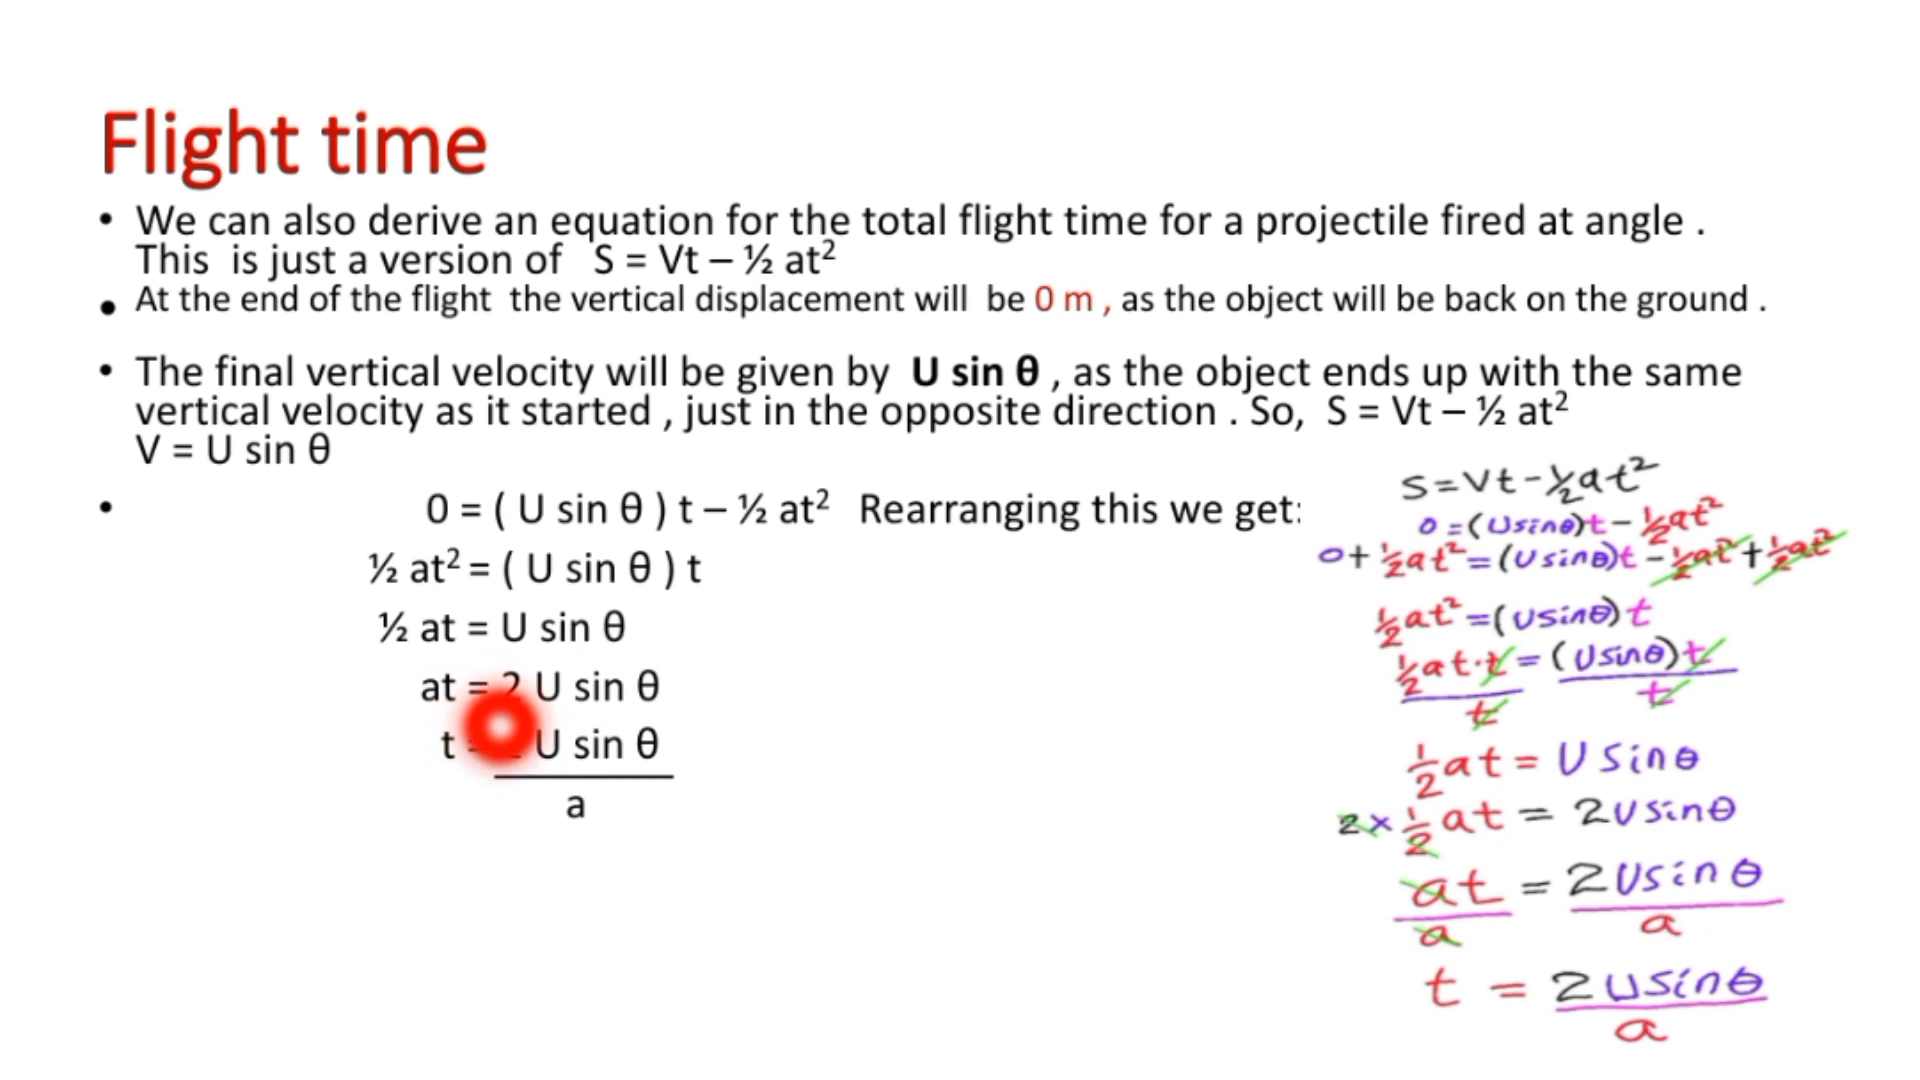 Flight time
• We can also derive an equation for the total flight time for a projectile fired at angle .
This is just a version of S = Vt – ½ at²
• At the end of the flight the vertical displacement will be 0 m , as the object will be back on the ground .
• The final vertical velocity will be given by U sin θ , as the object ends up with the same
vertical velocity as it started , just in the opposite direction . So, S = Vt – ½ at²
V = U sin θ
• 0 = ( U sin θ ) t – ½ at² Rearranging this we get:
½ at² = ( U sin θ ) t
½ at = U sin θ
at = 2 U sin θ
t = U sin θ
a
S = Vt - ½at²
0 = (Usinθ)t - ½at²
0 + ½at² = (Usinθ)t - ½at² + ½at²
½at² = (Usinθ)t
½at·t = (Usinθ)t
t t
½at = Usinθ
2 × ½at = 2Usinθ
at = 2Usinθ
a a
t = 2Usinθ
a